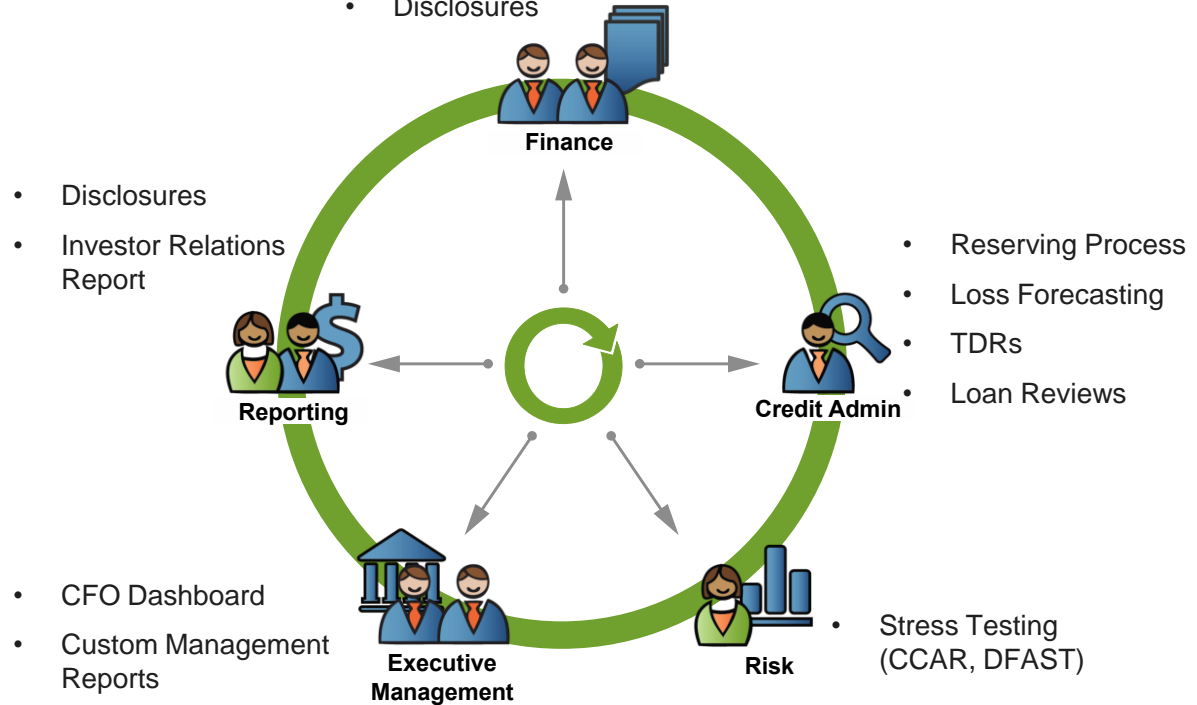 • Disclosures
Finance
• Disclosures
• Investor Relations
Report
Reporting
• Reserving Process
• Loss Forecasting
• TDRs
• Loan Reviews
Credit Admin
• CFO Dashboard
• Custom Management
Reports
Executive
Management
Risk
• Stress Testing
(CCAR, DFAST)